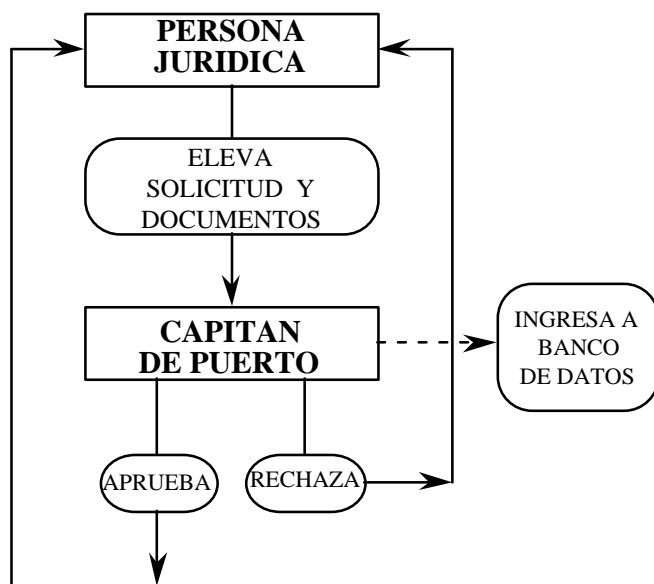 PERSONA
JURIDICA
ELEVA
SOLICITUD Y
DOCUMENTOS
CAPITAN
DE PUERTO
INGRESA A
BANCO
DE DATOS
APRUEBA
RECHAZA